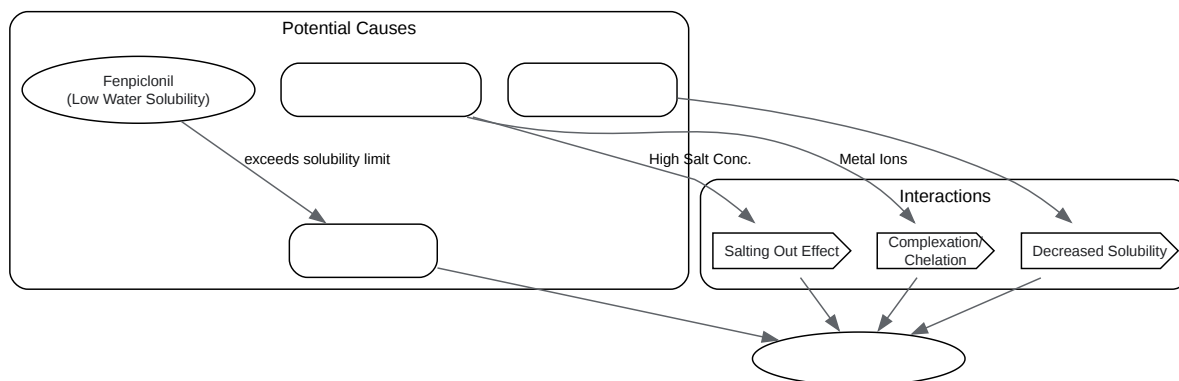 Potential Causes
Fenpiclonil
(Low Water Solubility)
exceeds solubility limit
High Salt Conc.
Metal Ions
Interactions
Salting Out Effect
Complexation/
Chelation
Decreased Solubility